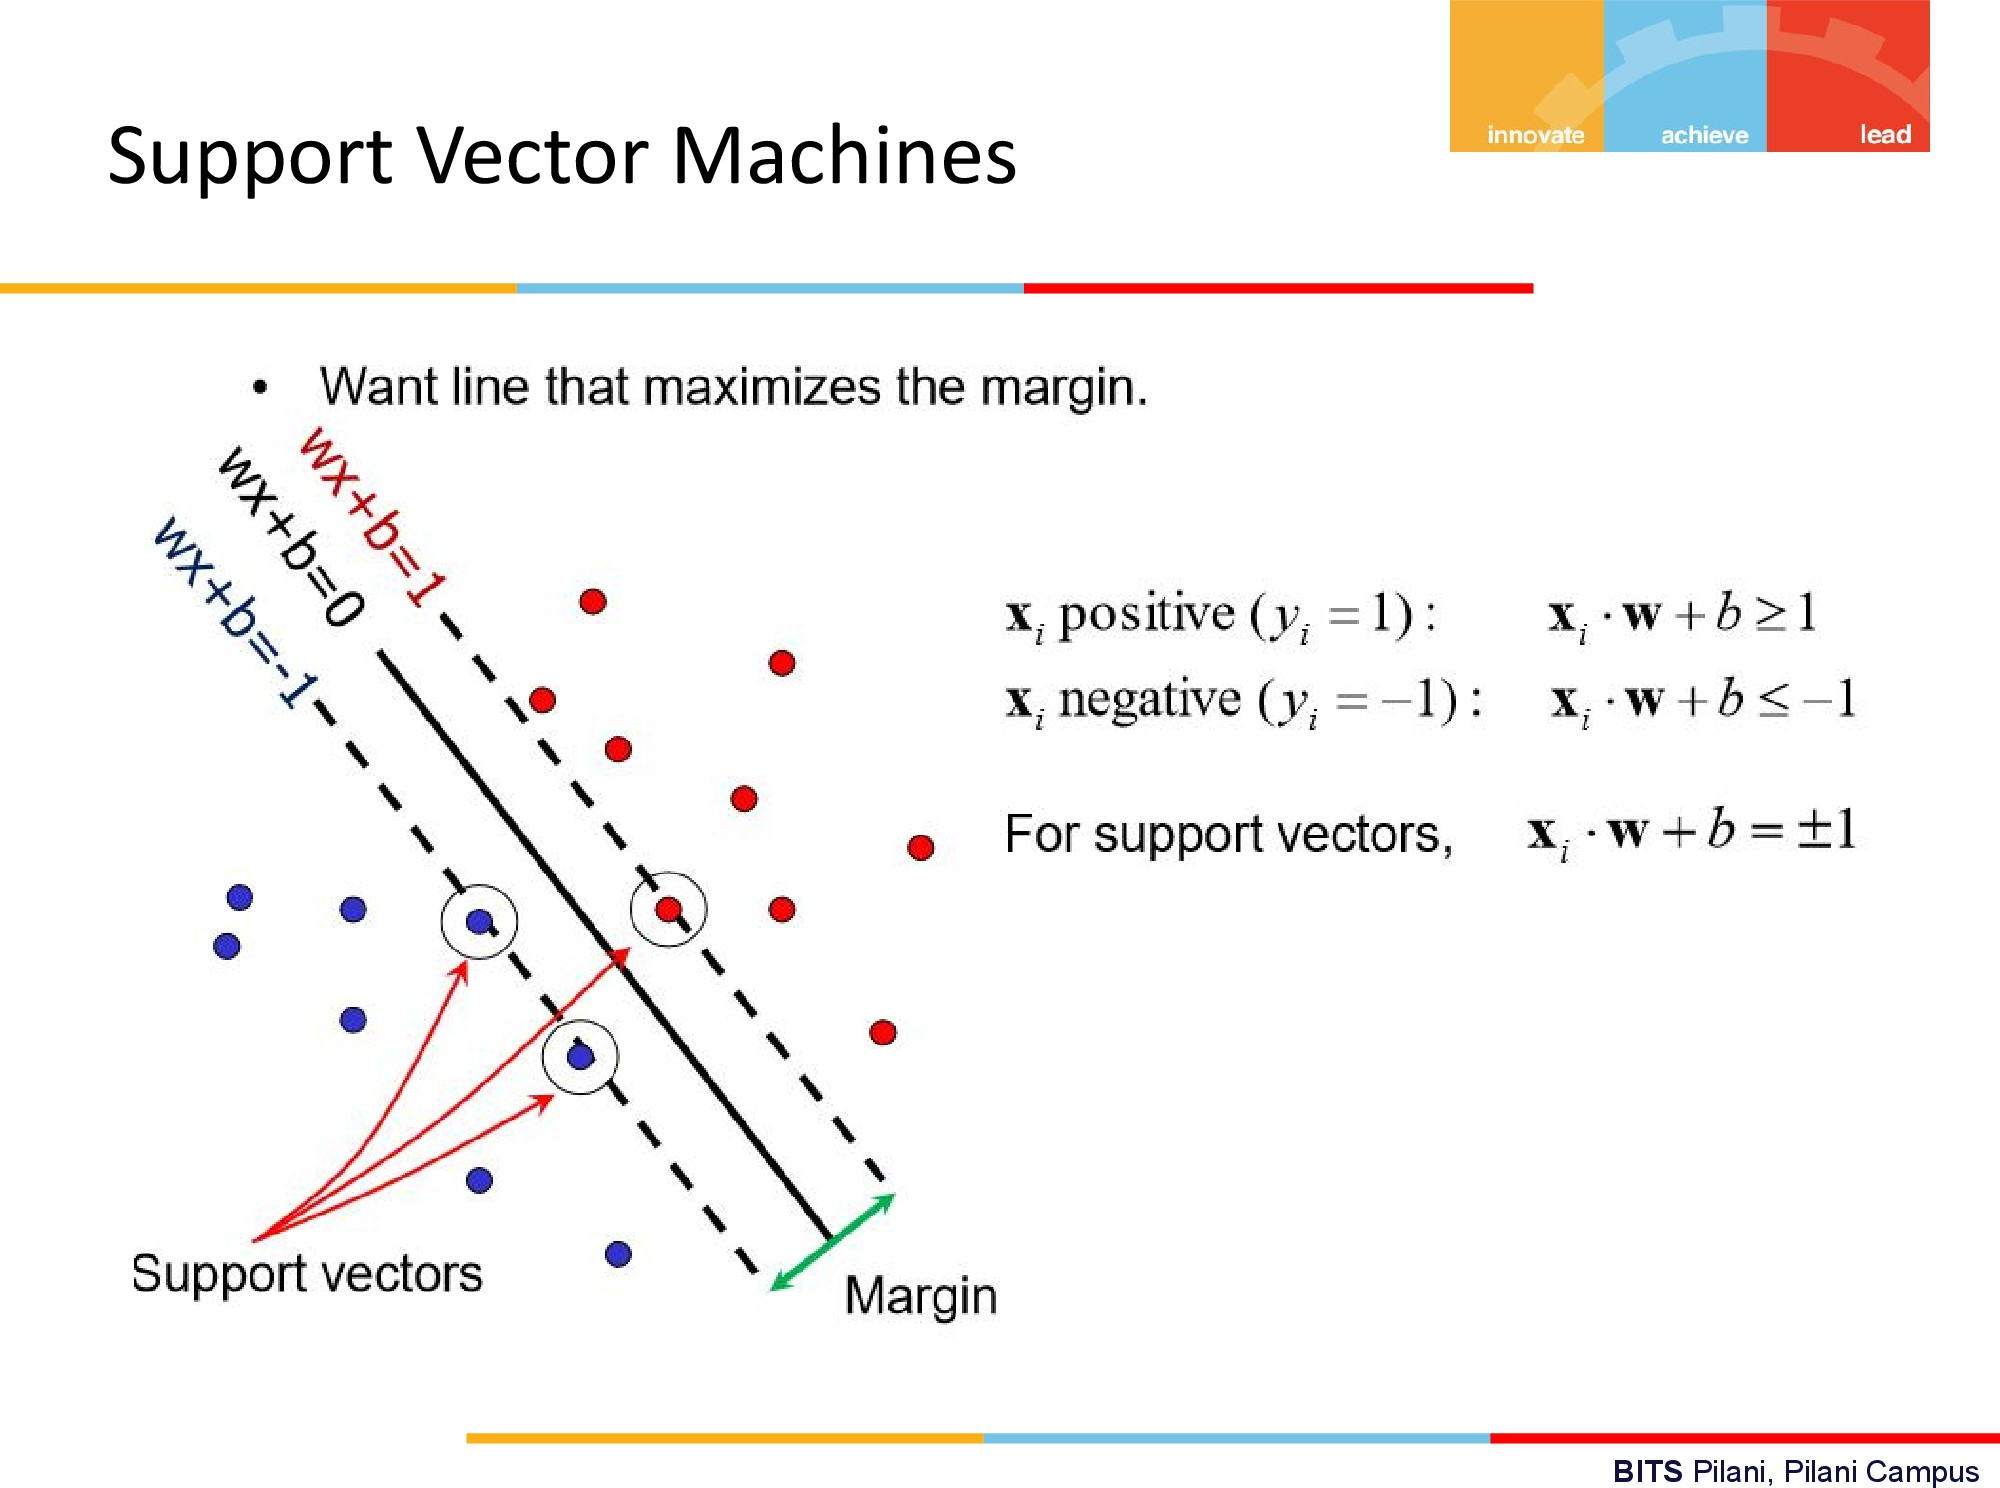 innovate achieve lead
Support Vector Machines
• Want line that maximizes the margin.
wx+b=1
wx+b=0
wx+b=-1
𝐱ᵢ positive (yᵢ = 1): 𝐱ᵢ · 𝐰 + b ≥ 1
𝐱ᵢ negative (yᵢ = −1): 𝐱ᵢ · 𝐰 + b ≤ −1
For support vectors, 𝐱ᵢ · 𝐰 + b = ±1
Support vectors
Margin
BITS Pilani, Pilani Campus